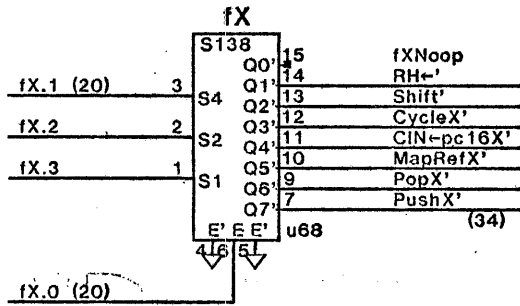 fX
S138
Q0' 15 fXNoop
Q1' 14 RH←'
fX.1 (20) 3 S4 Q2' 13 Shift'
Q3' 12 CycleX'
fX.2 2 S2 Q4' 11 CIN←pc16X'
Q5' 10 MapRefX'
fX.3 1 S1 Q6' 9 PopX'
Q7' 7 PushX'
(34)
E' E E' u68
4 6 5
fX.0 (20)